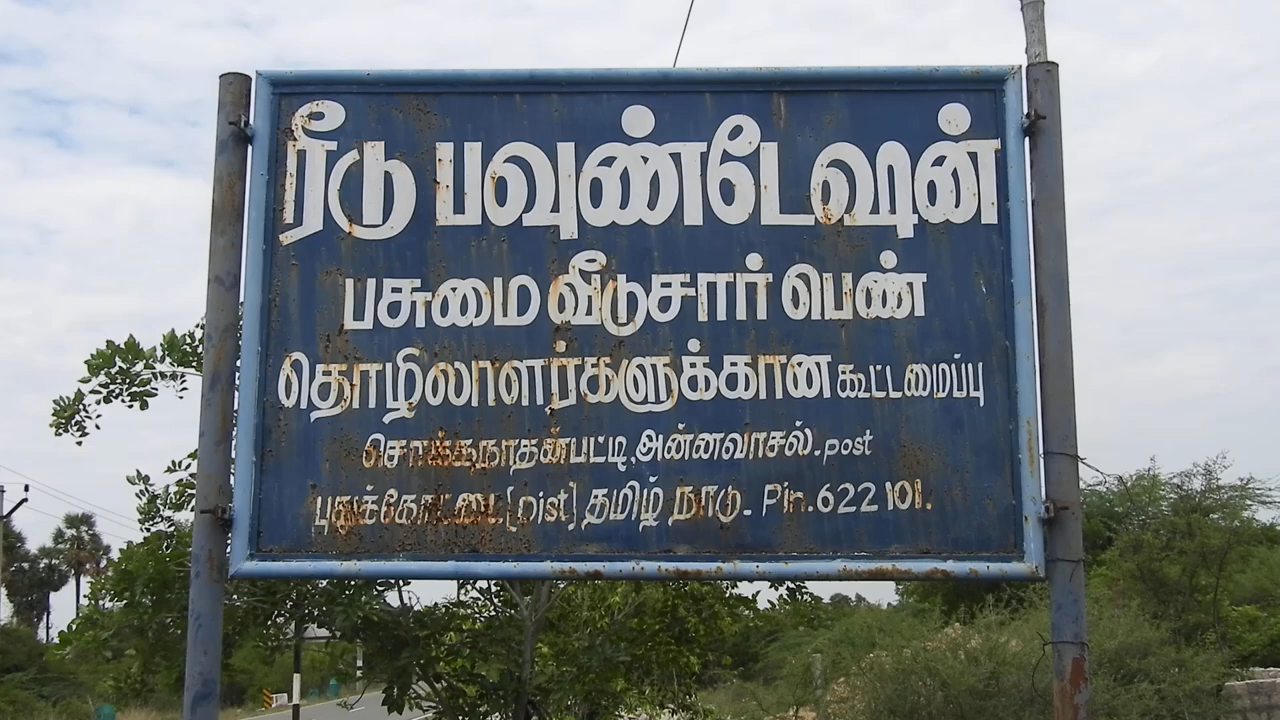 ரீடு பவுண்டேஷன்
பசுமை வீடுசார் பெண்
தொழிலாளர்களுக்கான கூட்டமைப்பு
சொக்கநாதன்பட்டி,அன்னவாசல்.post
புதுக்கோட்டை [Dist] தமிழ் நாடு. Pin.622 101.